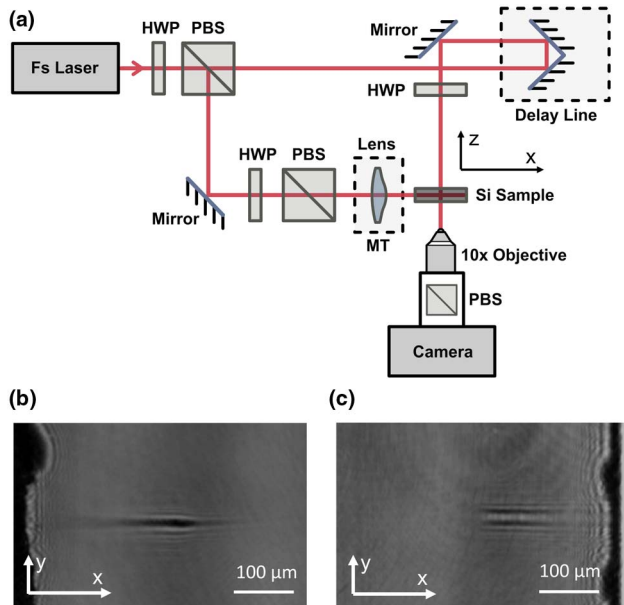 (a)
HWP PBS
Mirror
Fs Laser
HWP
Delay Line
Lens
HWP PBS
z
x
Si Sample
Mirror
MT
10x Objective
PBS
Camera
(b)
(c)
y
x
100 μm
y
x
100 μm